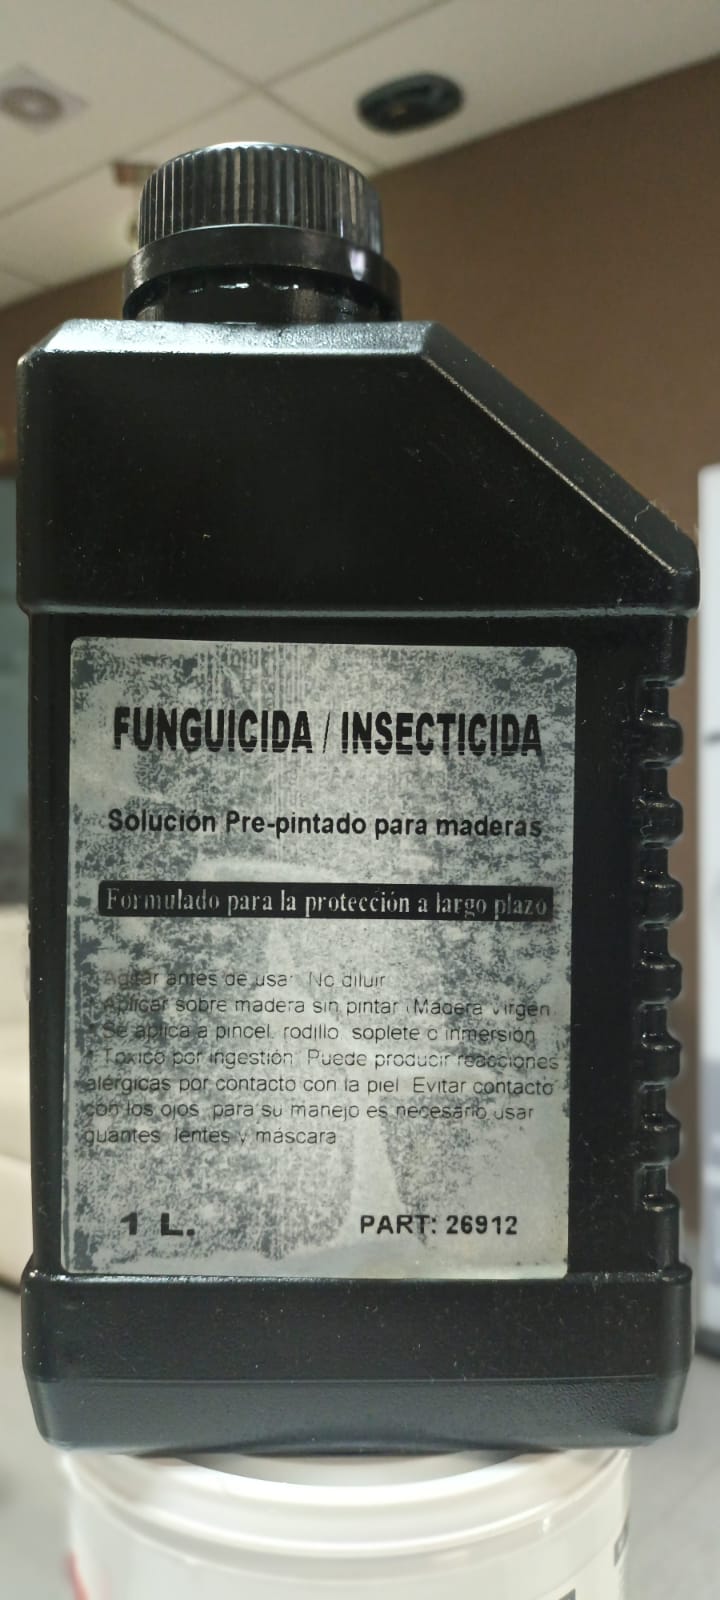 FUNGUICIDA / INSECTICIDA
Solución Pre-pintado para maderas
Formulado para la protección a largo plazo
* Agitar antes de usar. No diluir
* Aplicar sobre madera sin pintar (Madera virgen
* Se aplica a pincel, rodillo, soplete o inmersión
* Tóxico por ingestión. Puede producir reacciones
alérgicas por contacto con la piel. Evitar contacto
con los ojos, para su manejo es necesario usar
guantes, lentes y máscara
1 L. PART: 26912